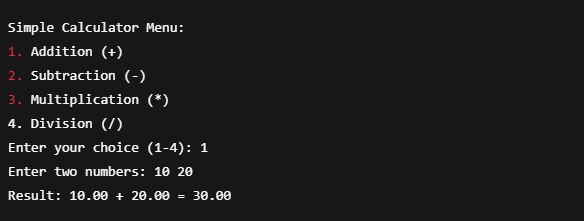 Simple Calculator Menu:
1. Addition (+)
2. Subtraction (-)
3. Multiplication (*)
4. Division (/)
Enter your choice (1-4): 1
Enter two numbers: 10 20
Result: 10.00 + 20.00 = 30.00